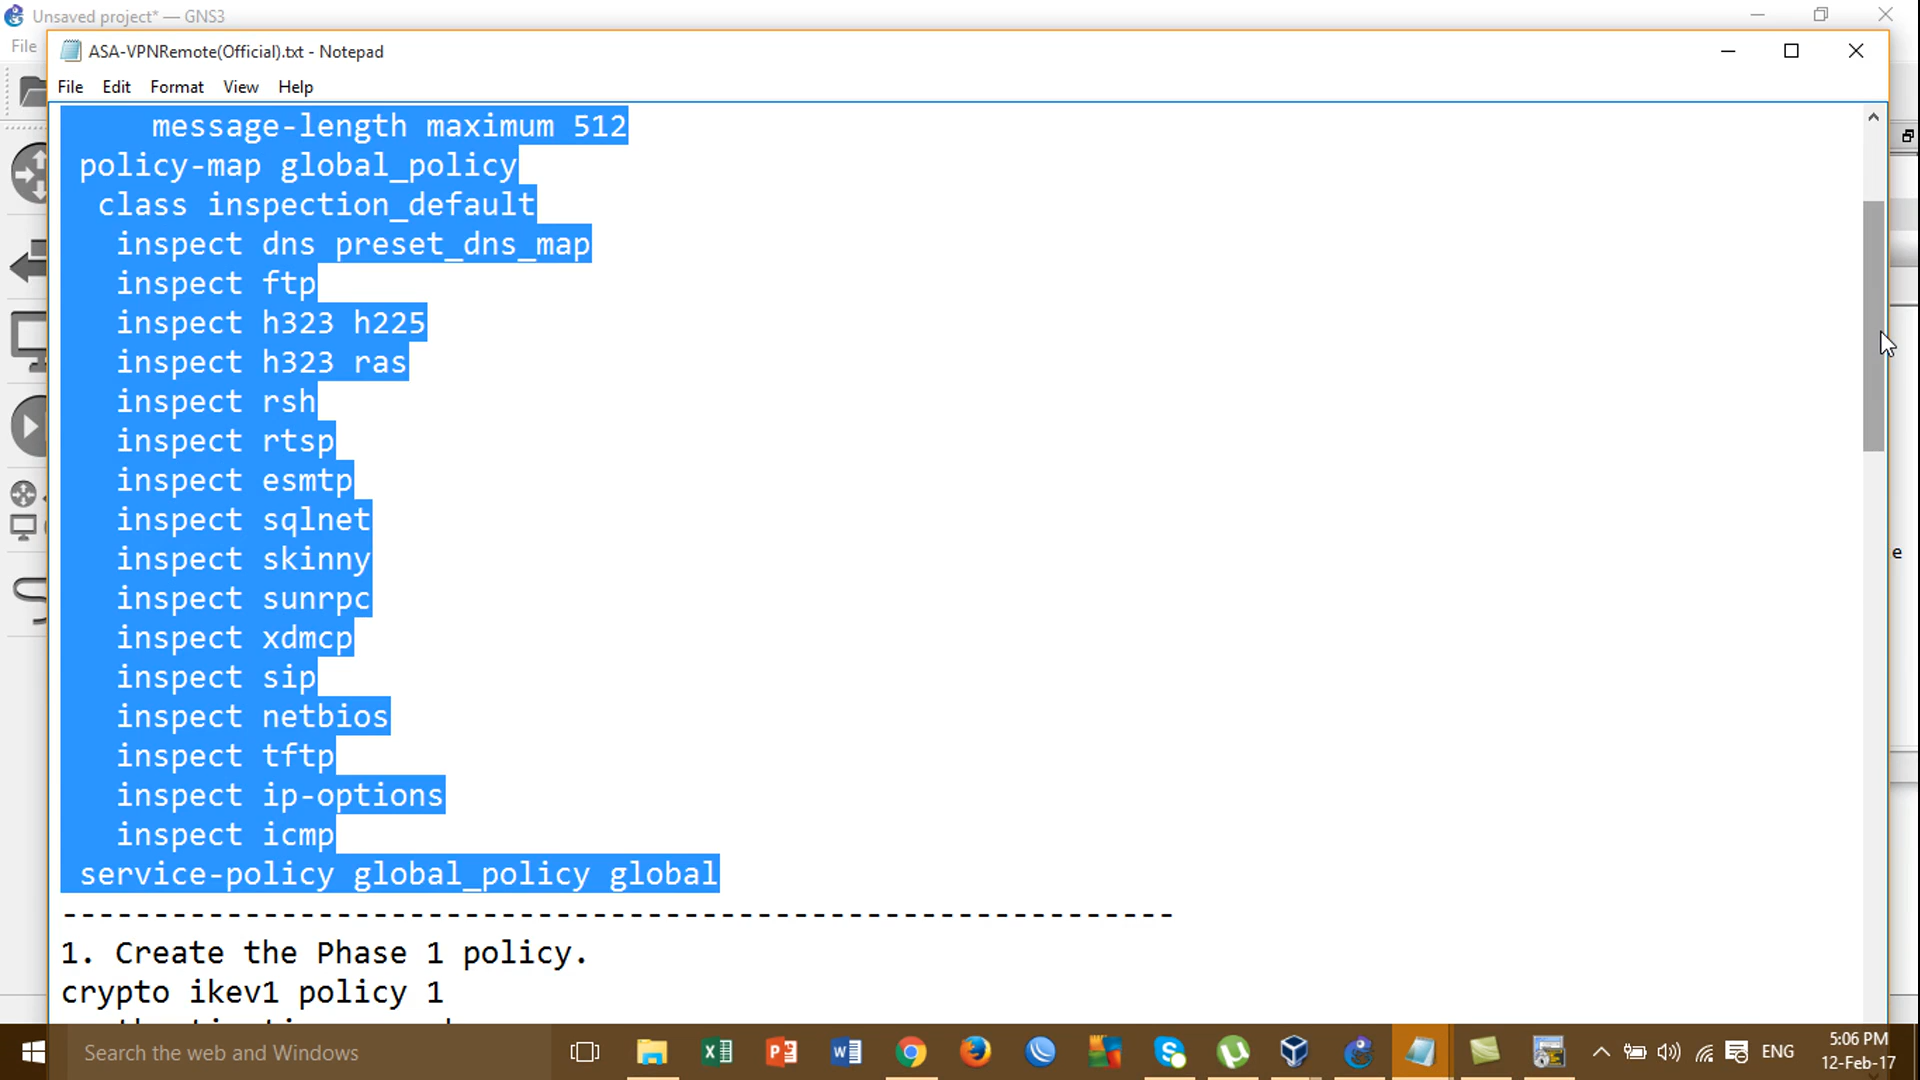 Unsaved project* — GNS3
File
ASA-VPNRemote(Official).txt - Notepad
File Edit Format View Help
message-length maximum 512
policy-map global_policy
class inspection_default
inspect dns preset_dns_map
inspect ftp
inspect h323 h225
inspect h323 ras
inspect rsh
inspect rtsp
inspect esmtp
inspect sqlnet
inspect skinny
inspect sunrpc
inspect xdmcp
inspect sip
inspect netbios
inspect tftp
inspect ip-options
inspect icmp
service-policy global_policy global
-------------------------------------------------------------
1. Create the Phase 1 policy.
crypto ikev1 policy 1
e
Search the web and Windows
ENG
5:06 PM
12-Feb-17